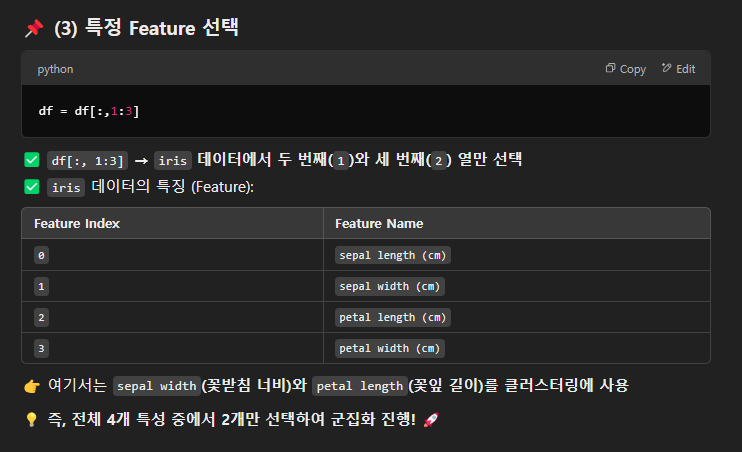 📌 (3) 특정 Feature 선택
python Copy Edit
df = df[:,1:3]
✅ df[:, 1:3] → iris 데이터에서 두 번째(1)와 세 번째(2) 열만 선택
✅ iris 데이터의 특징 (Feature):
Feature Index Feature Name
0 sepal length (cm)
1 sepal width (cm)
2 petal length (cm)
3 petal width (cm)
👉 여기서는 sepal width(꽃받침 너비)와 petal length(꽃잎 길이)를 클러스터링에 사용
💡 즉, 전체 4개 특성 중에서 2개만 선택하여 군집화 진행! 🚀